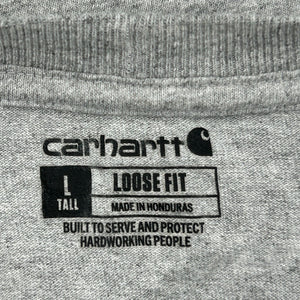 carhartt
L
TALL
LOOSE FIT
MADE IN HONDURAS
BUILT TO SERVE AND PROTECT
HARDWORKING PEOPLE